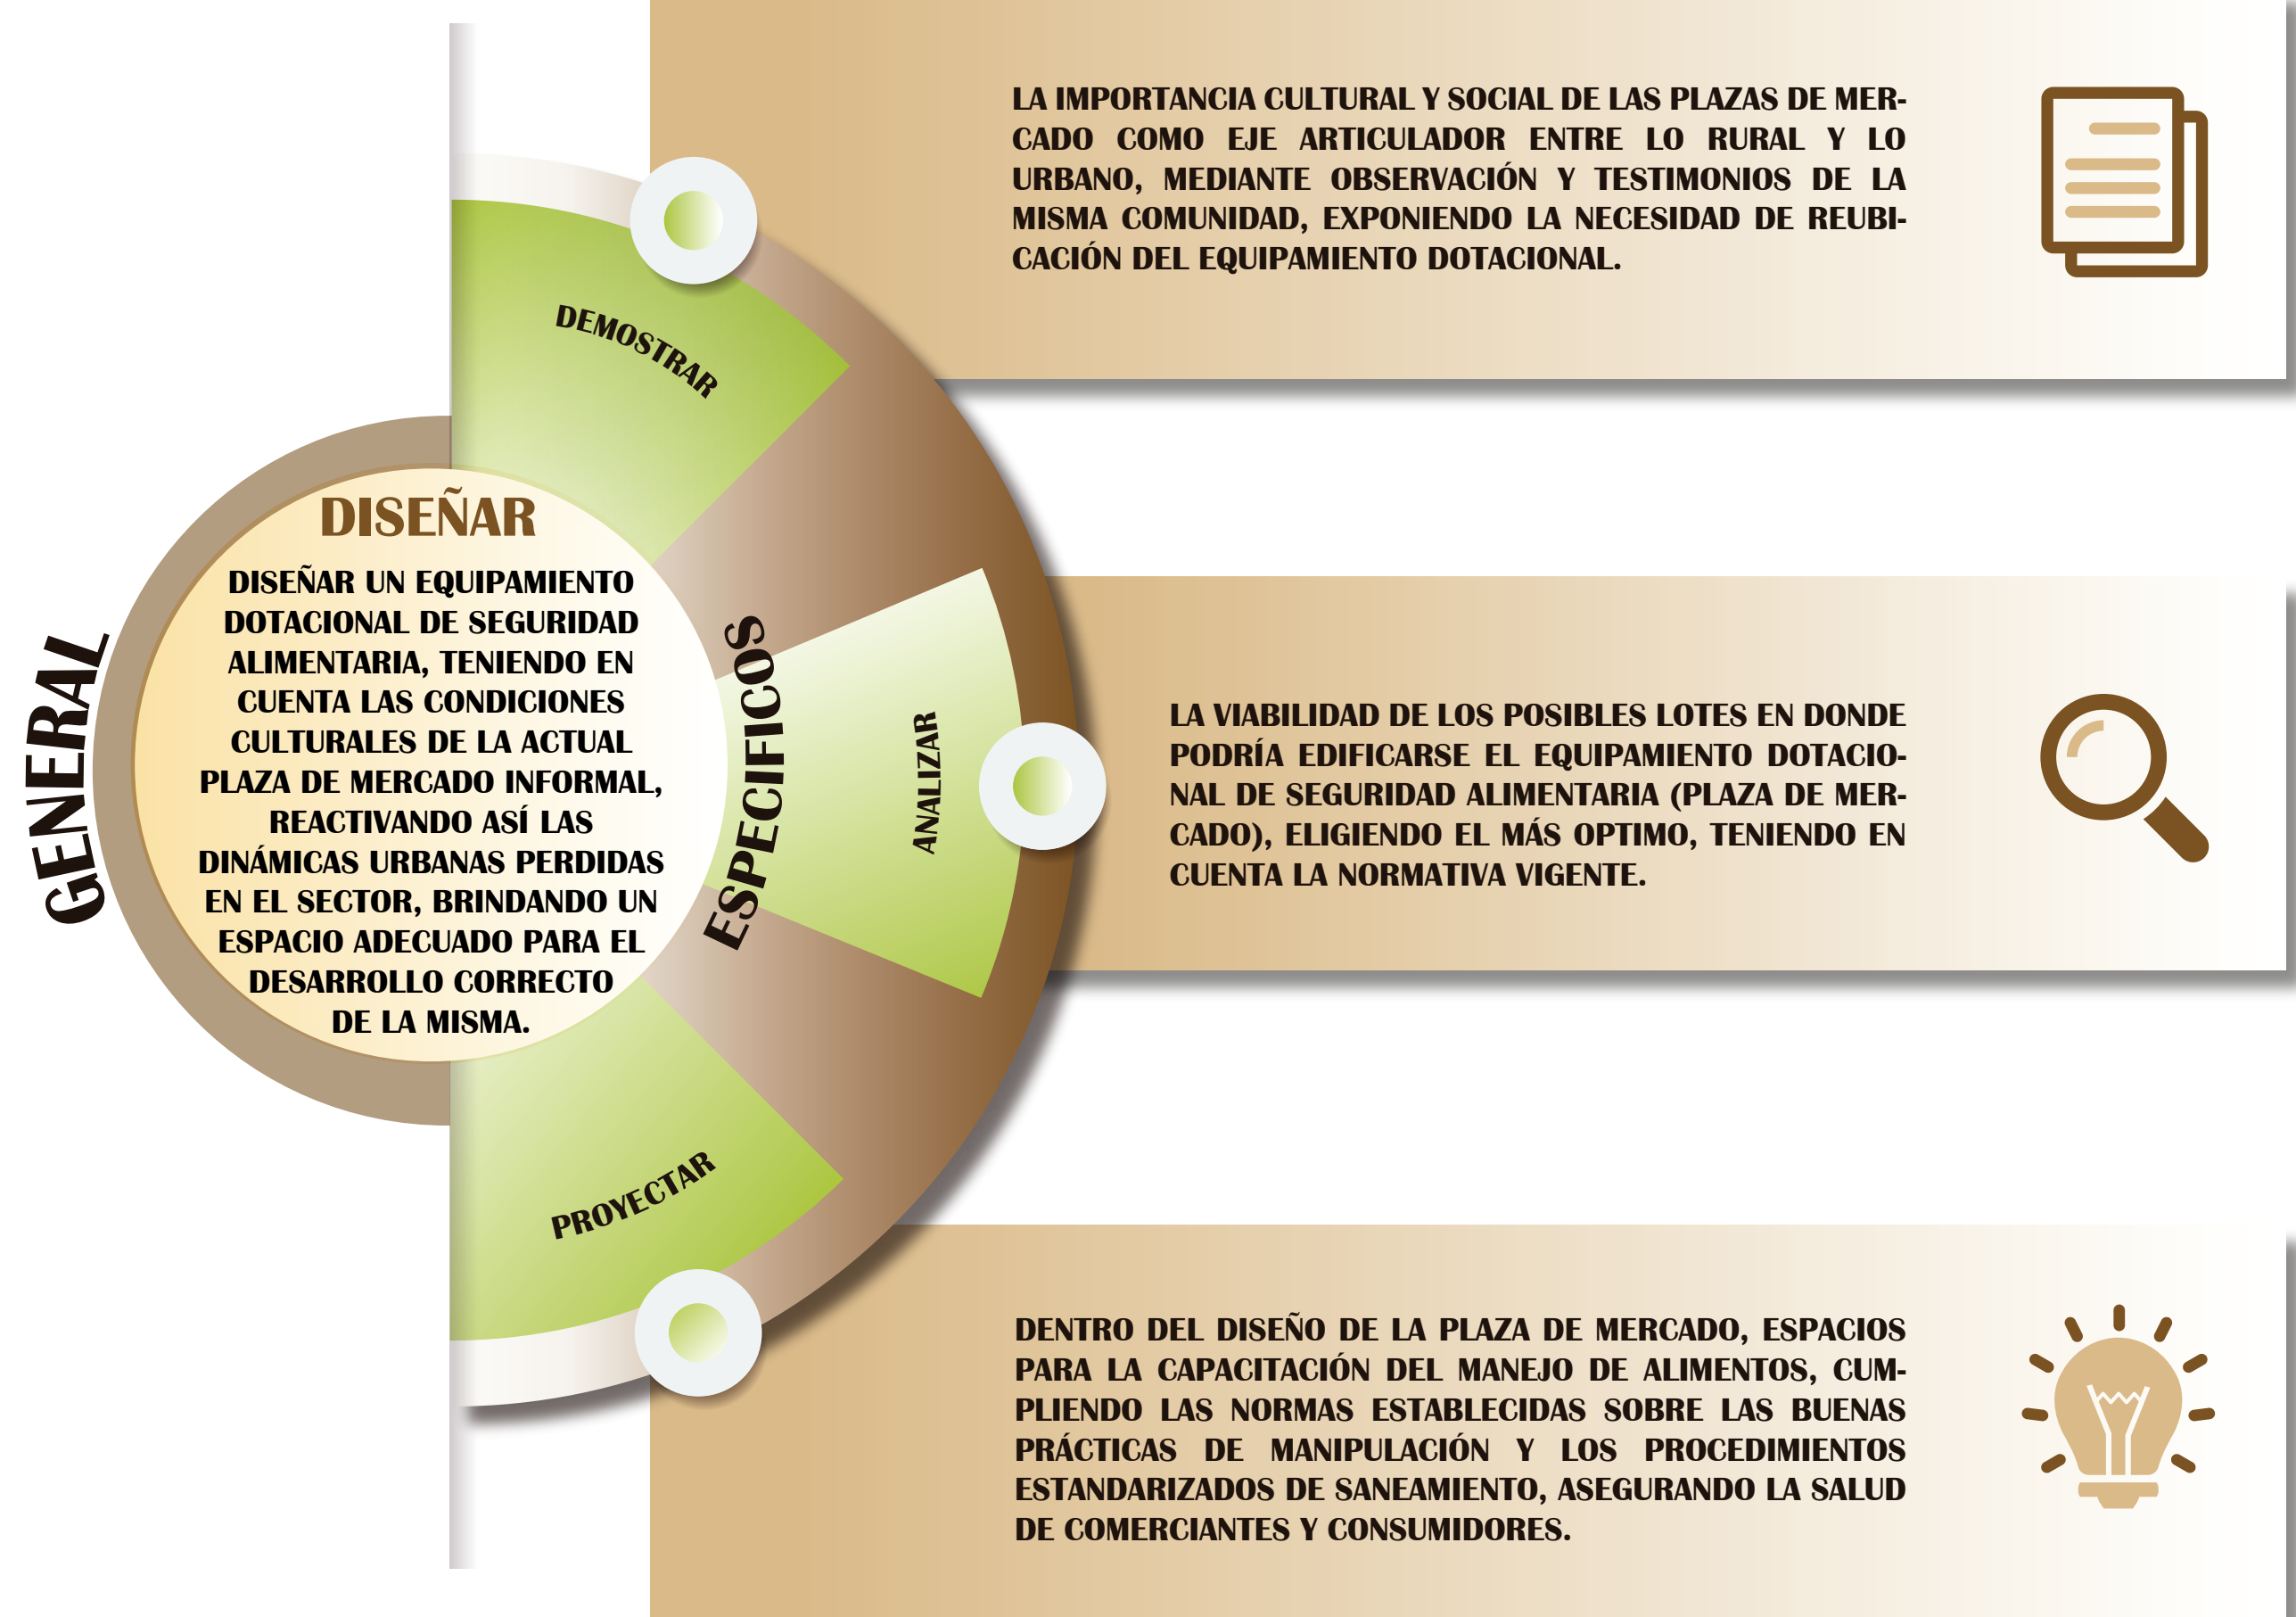 GENERAL
DISEÑAR
DISEÑAR UN EQUIPAMIENTO
DOTACIONAL DE SEGURIDAD
ALIMENTARIA, TENIENDO EN
CUENTA LAS CONDICIONES
CULTURALES DE LA ACTUAL
PLAZA DE MERCADO INFORMAL,
REACTIVANDO ASÍ LAS
DINÁMICAS URBANAS PERDIDAS
EN EL SECTOR, BRINDANDO UN
ESPACIO ADECUADO PARA EL
DESARROLLO CORRECTO
DE LA MISMA.
ESPECIFICOS
DEMOSTRAR
LA IMPORTANCIA CULTURAL Y SOCIAL DE LAS PLAZAS DE MER-
CADO COMO EJE ARTICULADOR ENTRE LO RURAL Y LO
URBANO, MEDIANTE OBSERVACIÓN Y TESTIMONIOS DE LA
MISMA COMUNIDAD, EXPONIENDO LA NECESIDAD DE REUBI-
CACIÓN DEL EQUIPAMIENTO DOTACIONAL.
ANALIZAR
LA VIABILIDAD DE LOS POSIBLES LOTES EN DONDE
PODRÍA EDIFICARSE EL EQUIPAMIENTO DOTACIO-
NAL DE SEGURIDAD ALIMENTARIA (PLAZA DE MER-
CADO), ELIGIENDO EL MÁS OPTIMO, TENIENDO EN
CUENTA LA NORMATIVA VIGENTE.
PROYECTAR
DENTRO DEL DISEÑO DE LA PLAZA DE MERCADO, ESPACIOS
PARA LA CAPACITACIÓN DEL MANEJO DE ALIMENTOS, CUM-
PLIENDO LAS NORMAS ESTABLECIDAS SOBRE LAS BUENAS
PRÁCTICAS DE MANIPULACIÓN Y LOS PROCEDIMIENTOS
ESTANDARIZADOS DE SANEAMIENTO, ASEGURANDO LA SALUD
DE COMERCIANTES Y CONSUMIDORES.